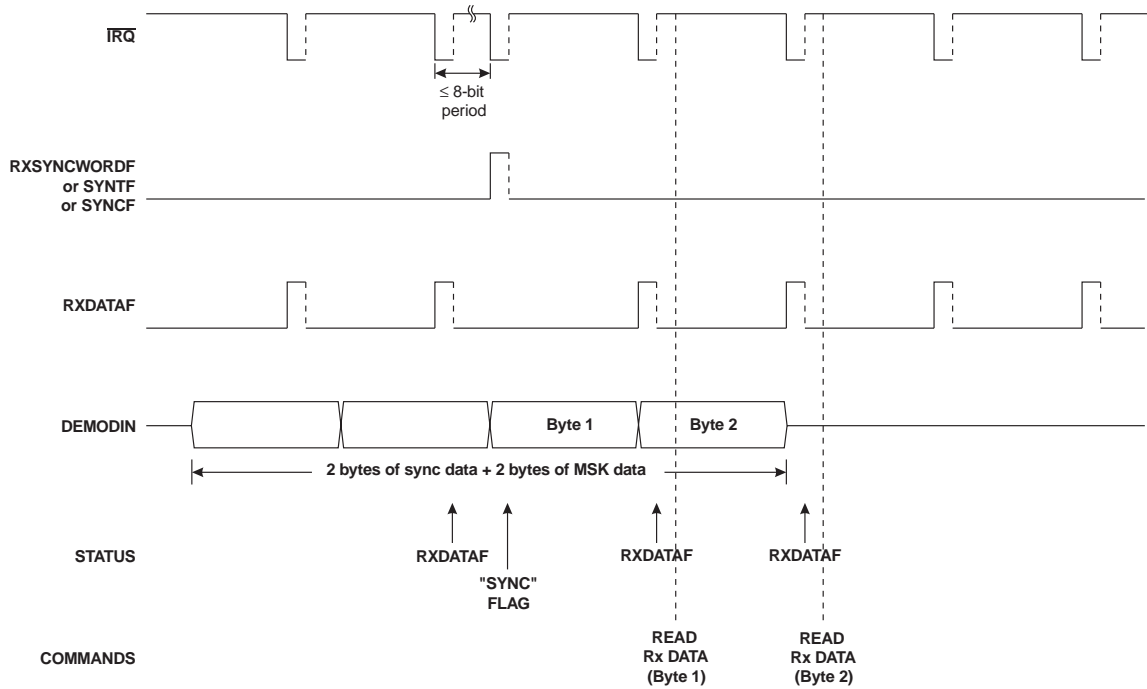 IRQ
≤ 8-bit
period
RXSYNCWORDF
or SYNTF
or SYNCF
RXDATAF
DEMODIN
Byte 1
Byte 2
2 bytes of sync data + 2 bytes of MSK data
STATUS
RXDATAF
RXDATAF
RXDATAF
"SYNC"
FLAG
COMMANDS
READ
Rx DATA
(Byte 1)
READ
Rx DATA
(Byte 2)